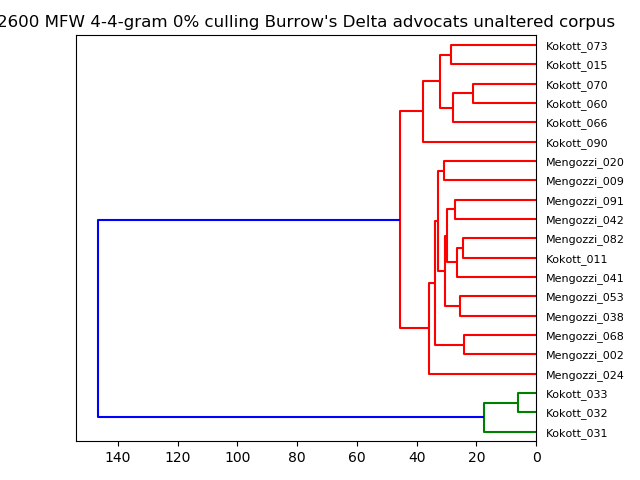 2600 MFW 4-4-gram 0% culling Burrow's Delta advocats unaltered corpus
Kokott_073
Kokott_015
Kokott_070
Kokott_060
Kokott_066
Kokott_090
Mengozzi_020
Mengozzi_009
Mengozzi_091
Mengozzi_042
Mengozzi_082
Kokott_011
Mengozzi_041
Mengozzi_053
Mengozzi_038
Mengozzi_068
Mengozzi_002
Mengozzi_024
Kokott_033
Kokott_032
Kokott_031
140 120 100 80 60 40 20 0